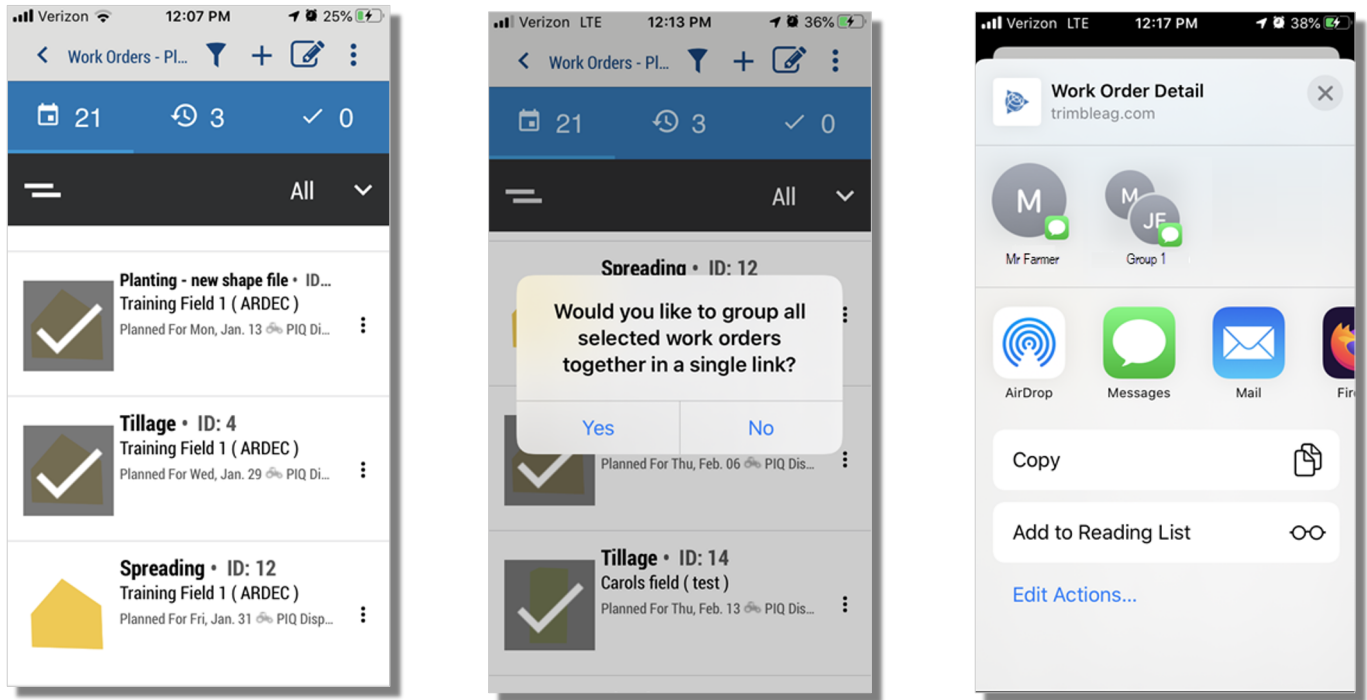 Verizon 12:07 PM 25%
Work Orders - Pl...
21 3 0
All
Planting - new shape file • ID...
Training Field 1 ( ARDEC )
Planned For Mon, Jan. 13 PIQ Di...
Tillage • ID: 4
Training Field 1 ( ARDEC )
Planned For Wed, Jan. 29 PIQ Di...
Spreading • ID: 12
Training Field 1 ( ARDEC )
Planned For Fri, Jan. 31 PIQ Disp...
Verizon LTE 12:13 PM 36%
Work Orders - Pl...
21 3 0
All
Spreading • ID: 12
Would you like to group all
selected work orders
together in a single link?
Yes No
Planned For Thu, Feb. 06 PIQ Dis...
Tillage • ID: 14
Carols field ( test )
Planned For Thu, Feb. 13 PIQ Dis...
Verizon LTE 12:17 PM 38%
Work Order Detail
trimbleag.com
M M JF
Mr Farmer Group 1
AirDrop Messages Mail Fir
Copy
Add to Reading List
Edit Actions...